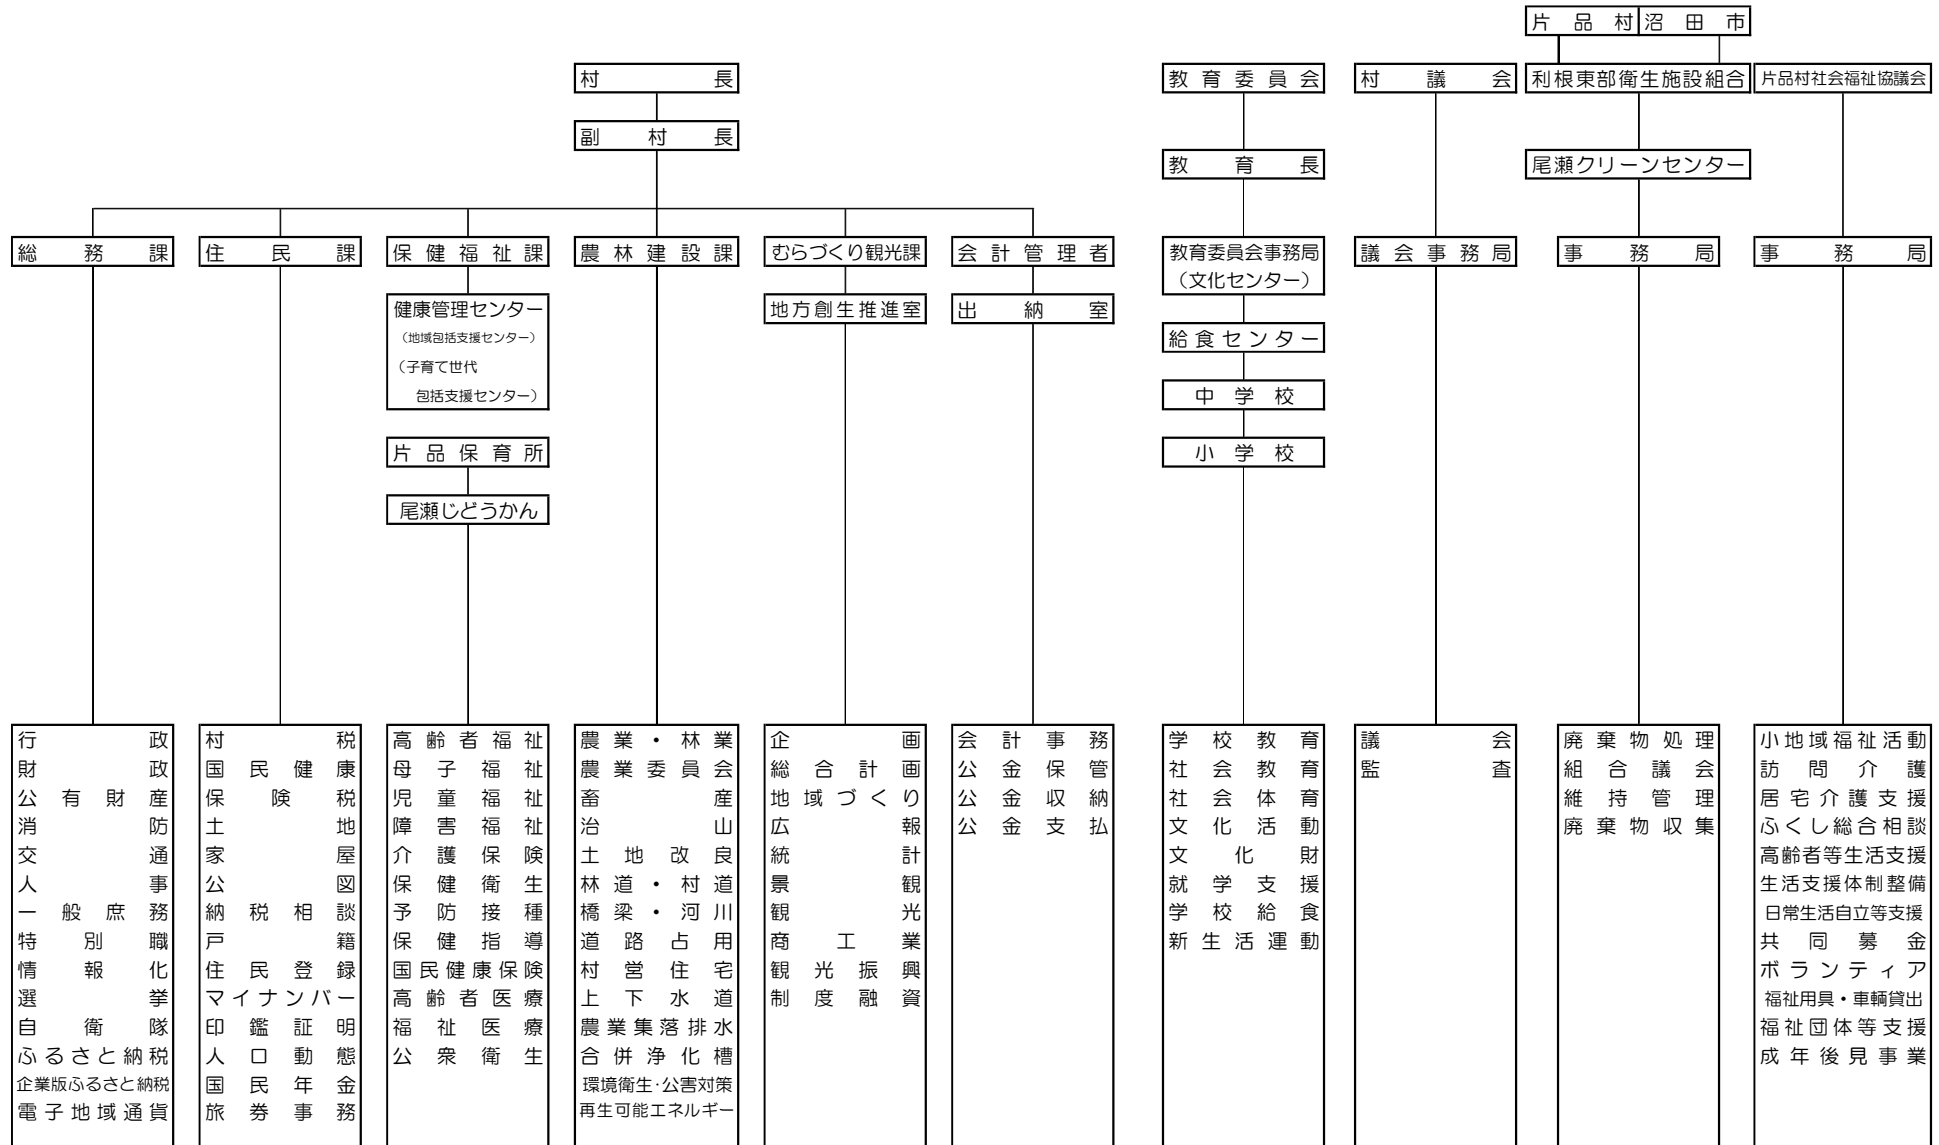 片品村 沼田市
村長 教育委員会 村議会 利根東部衛生施設組合 片品村社会福祉協議会
副村長
教育長 尾瀬クリーンセンター
総務課 住民課 保健福祉課 農林建設課 むらづくり観光課 会計管理者 教育委員会事務局 議会事務局 事務局 事務局
(文化センター)
健康管理センター 地方創生推進室 出納室
(地域包括支援センター) 給食センター
(子育て世代
包括支援センター) 中学校
片品保育所 小学校
尾瀬じどうかん
行政
財政
公有財産
消防
交通
人事
一般庶務
特別職
情報化
選挙
自衛隊
ふるさと納税
企業版ふるさと納税
電子地域通貨
村税
国民健康
保険税
土地
家屋
公図
納税相談
戸籍
住民登録
マイナンバー
印鑑証明
人口動態
国民年金
旅券事務
高齢者福祉
母子福祉
児童福祉
障害福祉
介護保険
保健衛生
予防接種
保健指導
国民健康保険
高齢者医療
福祉医療
公衆衛生
農業・林業
農業委員会
畜産
治山
土地改良
林道・村道
橋梁・河川
道路占用
村営住宅
上下水道
農業集落排水
合併浄化槽
環境衛生・公害対策
再生可能エネルギー
企画
総合計画
地域づくり
広報
統計
景観
観光
商工業
観光振興
制度融資
会計事務
公金保管
公金収納
公金支払
学校教育
社会教育
社会体育
文化活動
文化財
就学支援
学校給食
新生活運動
議会
監査
廃棄物処理
組合議会
維持管理
廃棄物収集
小地域福祉活動
訪問介護
居宅介護支援
ふくし総合相談
高齢者等生活支援
生活支援体制整備
日常生活自立等支援
共同募金
ボランティア
福祉用具・車輌貸出
福祉団体等支援
成年後見事業